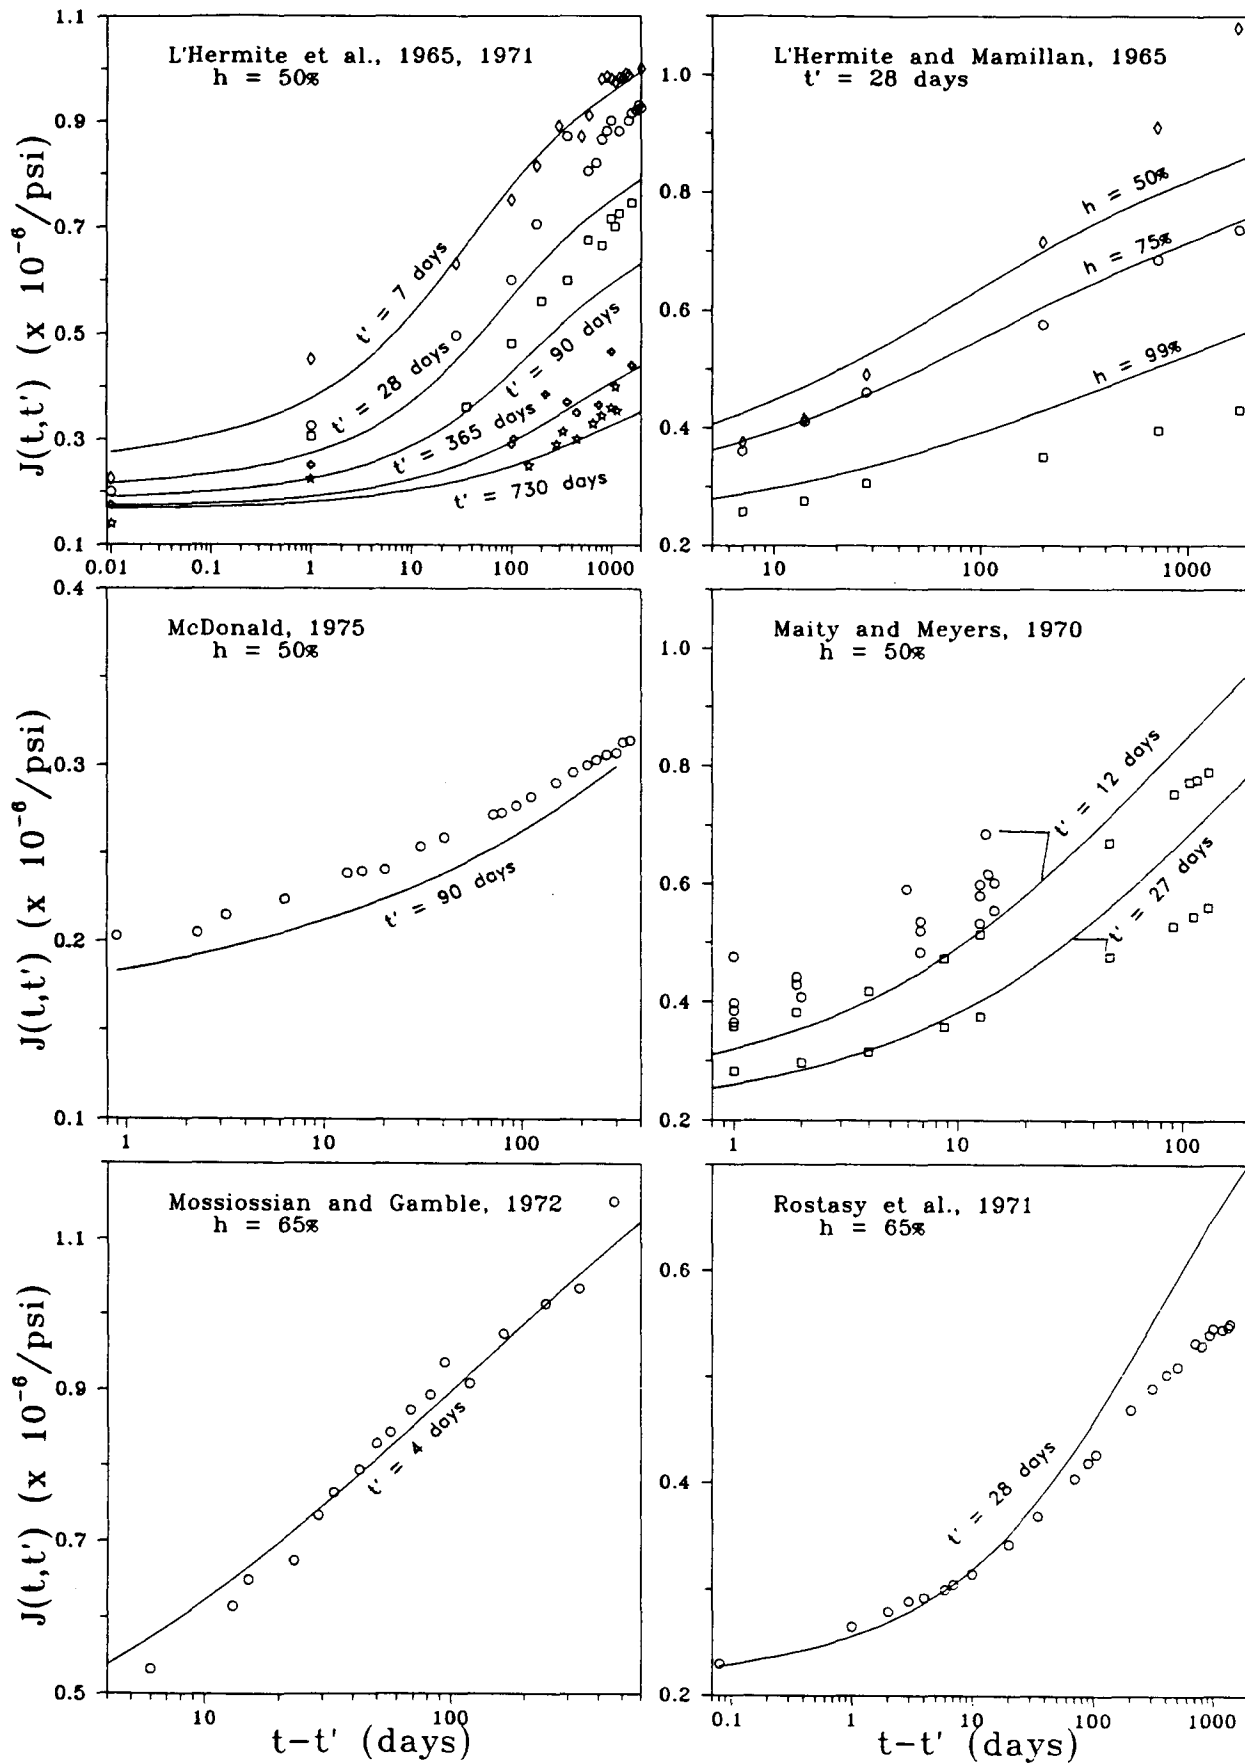 L'Hermite et al., 1965, 1971
h = 50%
J(t,t') (x 10⁻⁶/psi)
1.1
0.9
0.7
0.5
0.3
0.1
t' = 7 days
t' = 28 days
t' = 90 days
t' = 365 days
t' = 730 days
0.01
0.1
1
10
100
1000
L'Hermite and Mamillan, 1965
t' = 28 days
1.0
0.8
0.6
0.4
0.2
h = 50%
h = 75%
h = 99%
10
100
1000
McDonald, 1975
h = 50%
J(t,t') (x 10⁻⁶/psi)
0.4
0.3
0.2
0.1
t' = 90 days
1
10
100
Maity and Meyers, 1970
h = 50%
1.0
0.8
0.6
0.4
0.2
t' = 12 days
t' = 27 days
1
10
100
Mossiossian and Gamble, 1972
h = 65%
J(t,t') (x 10⁻⁶/psi)
1.1
0.9
0.7
0.5
t' = 4 days
10
100
t-t' (days)
Rostasy et al., 1971
h = 65%
0.6
0.4
0.2
t' = 28 days
0.1
1
10
100
1000
t-t' (days)